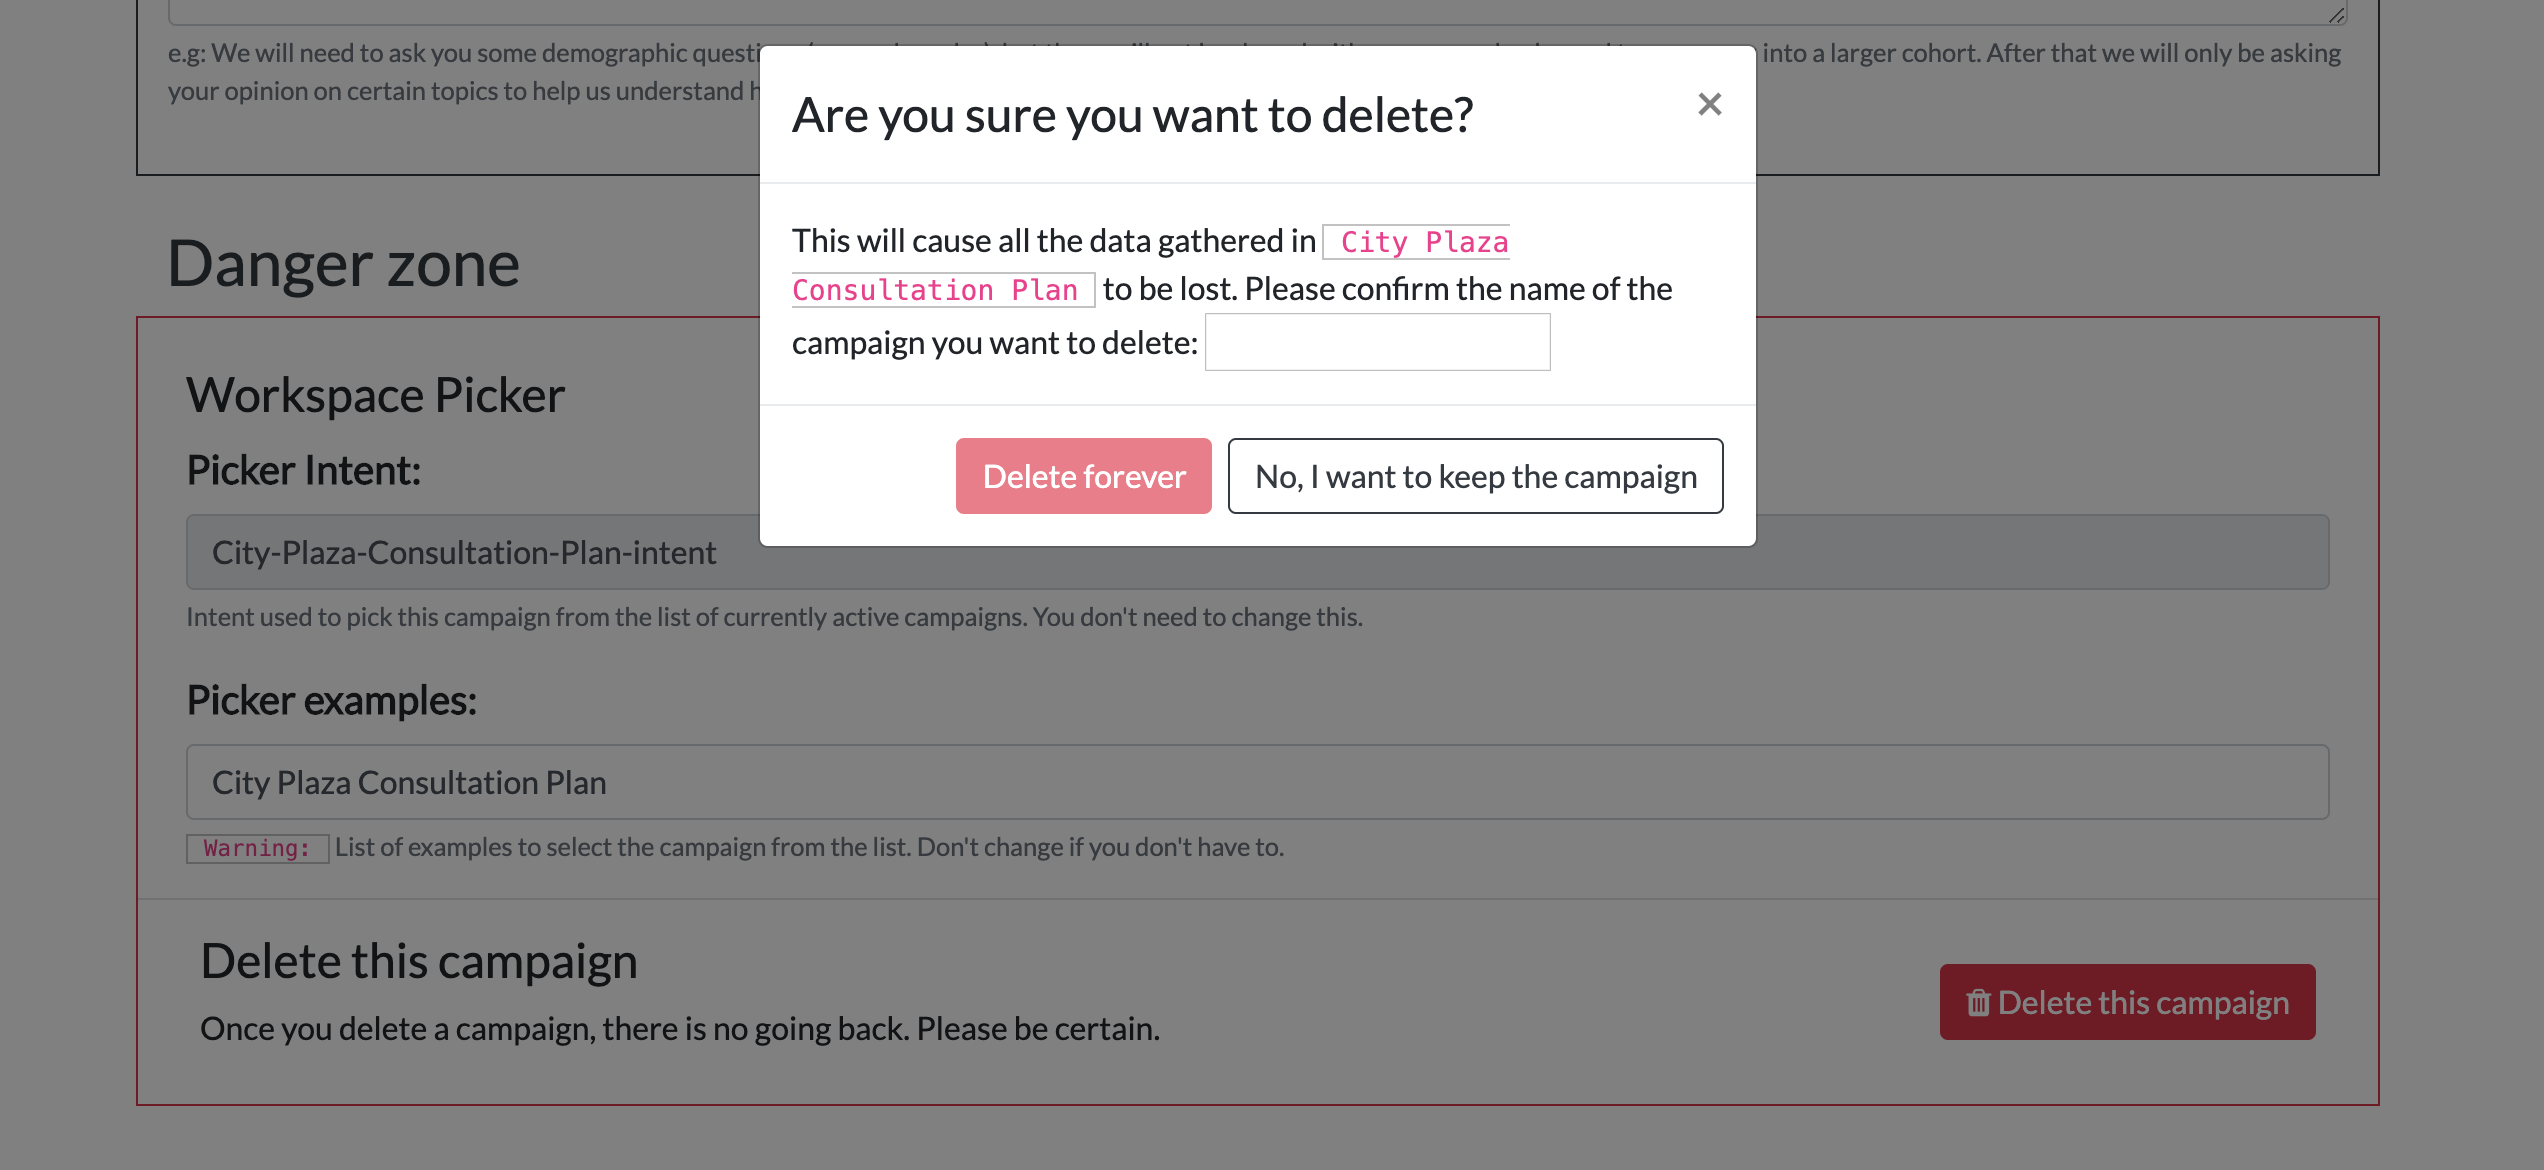 e.g: We will need to ask you some demographic questi into a larger cohort. After that we will only be asking
your opinion on certain topics to help us understand h
Are you sure you want to delete?
×
This will cause all the data gathered in City Plaza
Consultation Plan to be lost. Please confirm the name of the
campaign you want to delete:
Delete forever
No, I want to keep the campaign
Danger zone
Workspace Picker
Picker Intent:
City-Plaza-Consultation-Plan-intent
Intent used to pick this campaign from the list of currently active campaigns. You don't need to change this.
Picker examples:
City Plaza Consultation Plan
Warning: List of examples to select the campaign from the list. Don't change if you don't have to.
Delete this campaign
Once you delete a campaign, there is no going back. Please be certain.
Delete this campaign